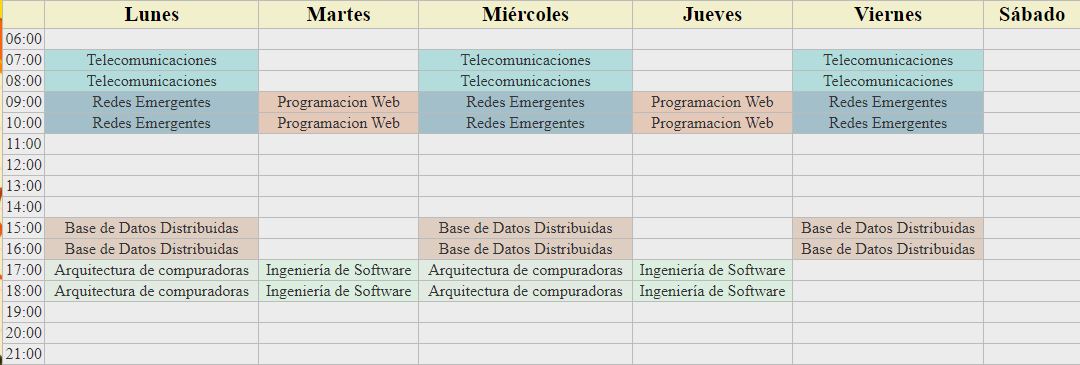 Lunes Martes Miércoles Jueves Viernes Sábado
06:00
07:00 Telecomunicaciones Telecomunicaciones Telecomunicaciones
08:00 Telecomunicaciones Telecomunicaciones Telecomunicaciones
09:00 Redes Emergentes Programacion Web Redes Emergentes Programacion Web Redes Emergentes
10:00 Redes Emergentes Programacion Web Redes Emergentes Programacion Web Redes Emergentes
11:00
12:00
13:00
14:00
15:00 Base de Datos Distribuidas Base de Datos Distribuidas Base de Datos Distribuidas
16:00 Base de Datos Distribuidas Base de Datos Distribuidas Base de Datos Distribuidas
17:00 Arquitectura de compuradoras Ingeniería de Software Arquitectura de compuradoras Ingeniería de Software
18:00 Arquitectura de compuradoras Ingeniería de Software Arquitectura de compuradoras Ingeniería de Software
19:00
20:00
21:00